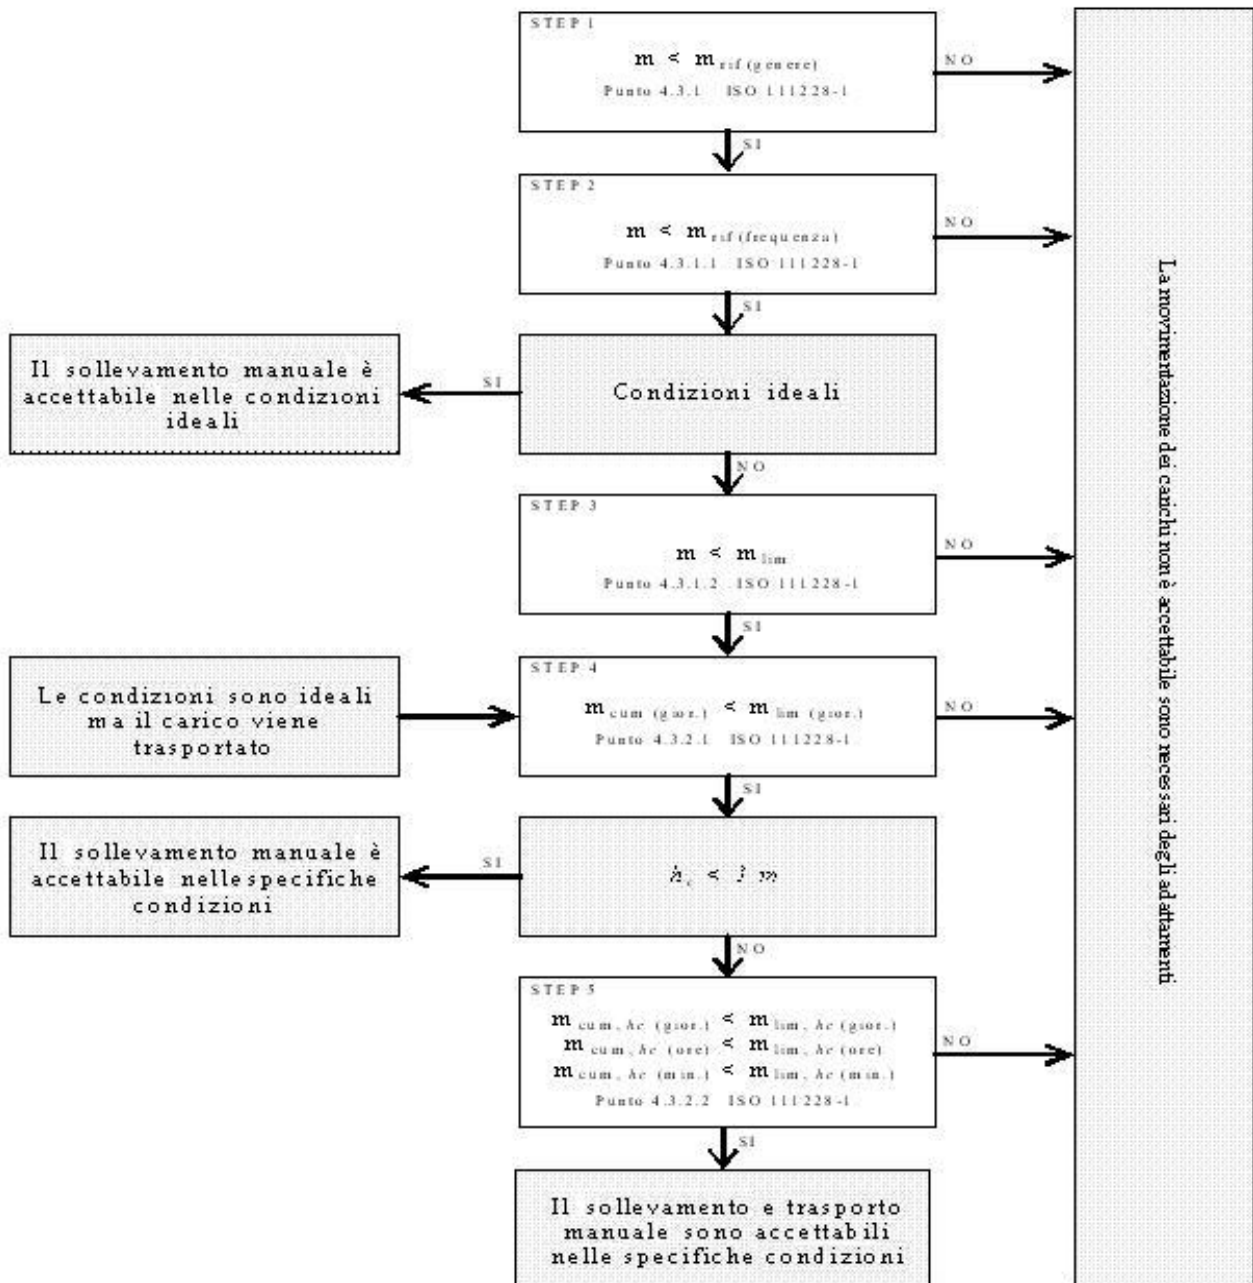 STEP 1
m < m rif (genere)
Punto 4.3.1 ISO 111228-1
NO
SI
STEP 2
m < m rif (frequenza)
Punto 4.3.1.1 ISO 111228-1
NO
SI
Il sollevamento manuale è
accettabile nelle condizioni
ideali
SI
Condizioni ideali
NO
STEP 3
m < m lim
Punto 4.3.1.2 ISO 111228-1
NO
SI
Le condizioni sono ideali
ma il carico viene
trasportato
STEP 4
m cum (gior.) < m lim (gior.)
Punto 4.3.2.1 ISO 111228-1
NO
SI
Il sollevamento manuale è
accettabile nelle specifiche
condizioni
SI
h c < m
NO
STEP 5
m cum, hc (gior.) < m lim, hc (gior.)
m cum, hc (ore) < m lim, hc (ore)
m cum, hc (min.) < m lim, hc (min.)
Punto 4.3.2.2 ISO 111228-1
NO
SI
Il sollevamento e trasporto
manuale sono accettabili
nelle specifiche condizioni
La movimentazione dei carichi non è accettabile sono necessari degli adattamenti